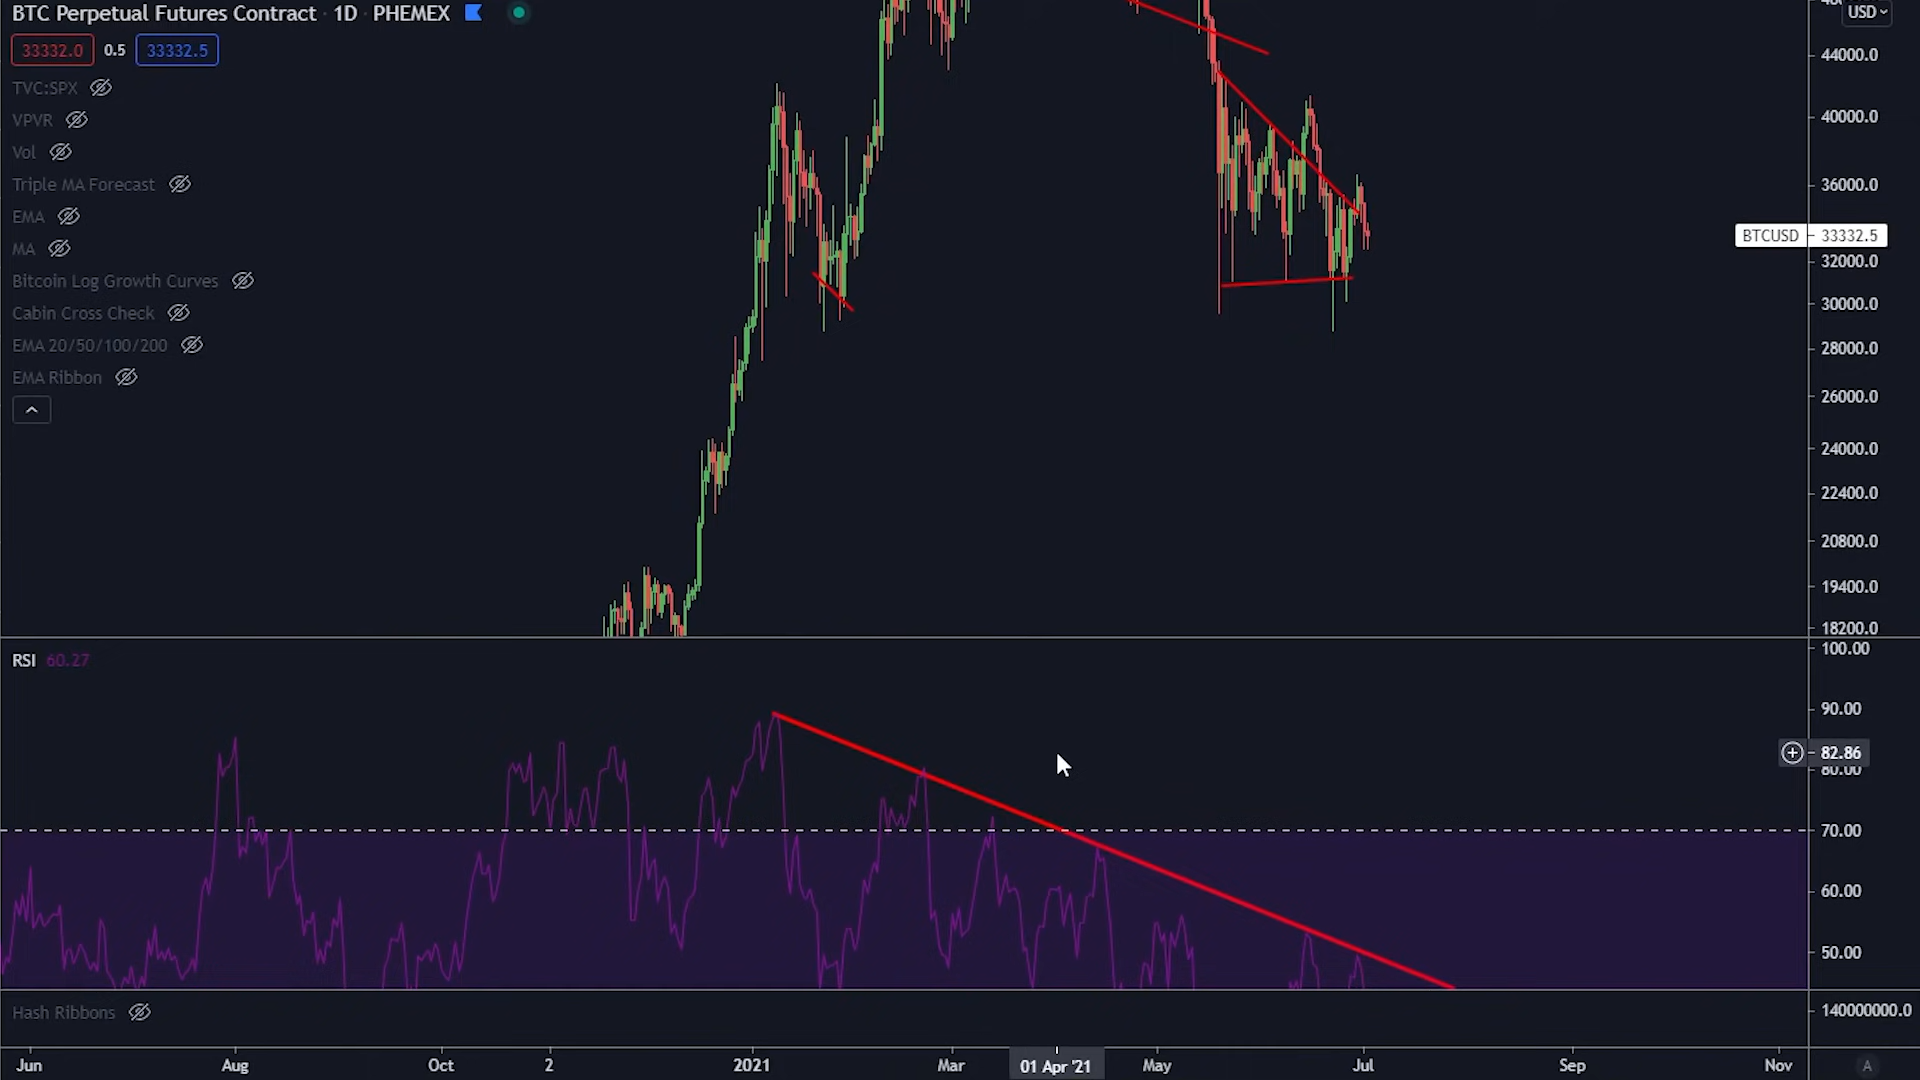 BTC Perpetual Futures Contract · 1D · PHEMEX
33332.0 0.5 33332.5
TVC:SPX
VPVR
Vol
Triple MA Forecast
EMA
MA
Bitcoin Log Growth Curves
Cabin Cross Check
EMA 20/50/100/200
EMA Ribbon
USD
44000.0
40000.0
36000.0
BTCUSD 33332.5
32000.0
30000.0
28000.0
26000.0
24000.0
22400.0
20800.0
19400.0
18200.0
RSI 60.27
100.00
90.00
82.86
80.00
70.00
60.00
50.00
Hash Ribbons
140000000.0
Jun Aug Oct 2 2021 Mar 01 Apr '21 May Jul Sep Nov A